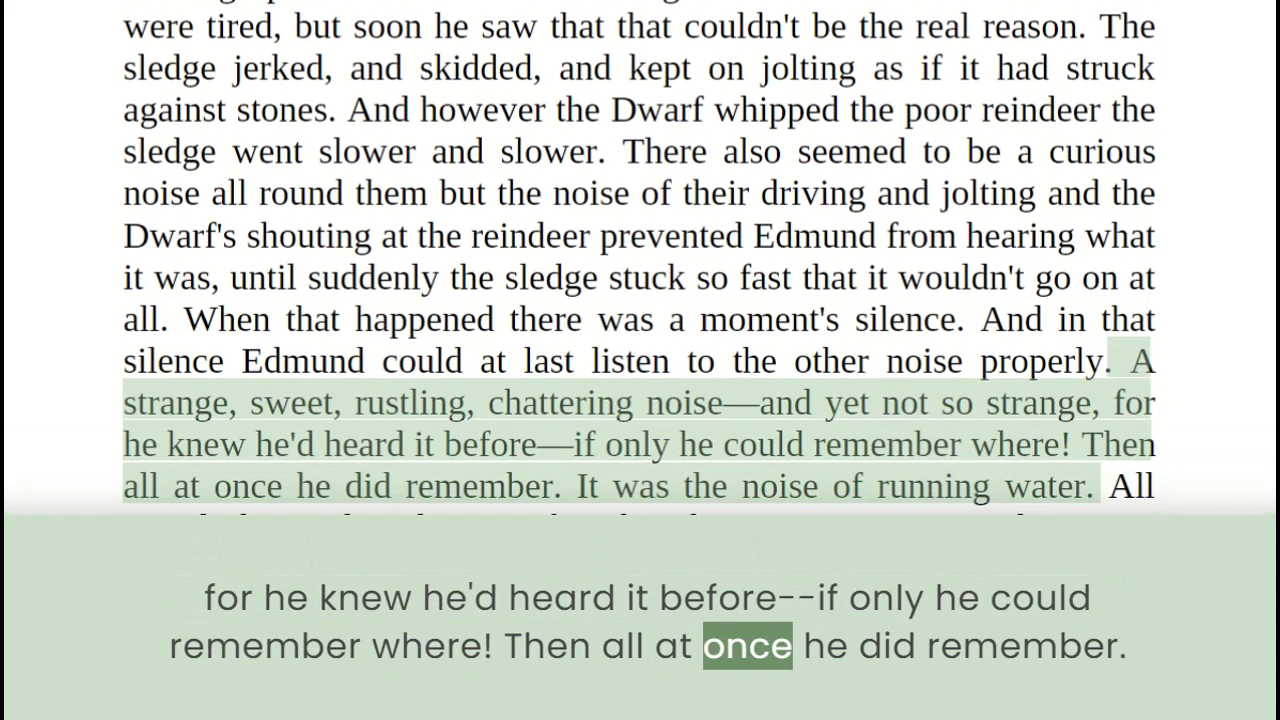 were tired, but soon he saw that that couldn't be the real reason. The
sledge jerked, and skidded, and kept on jolting as if it had struck
against stones. And however the Dwarf whipped the poor reindeer the
sledge went slower and slower. There also seemed to be a curious
noise all round them but the noise of their driving and jolting and the
Dwarf's shouting at the reindeer prevented Edmund from hearing what
it was, until suddenly the sledge stuck so fast that it wouldn't go on at
all. When that happened there was a moment's silence. And in that
silence Edmund could at last listen to the other noise properly. A
strange, sweet, rustling, chattering noise—and yet not so strange, for
he knew he'd heard it before—if only he could remember where! Then
all at once he did remember. It was the noise of running water. All
for he knew he'd heard it before--if only he could
remember where! Then all at once he did remember.